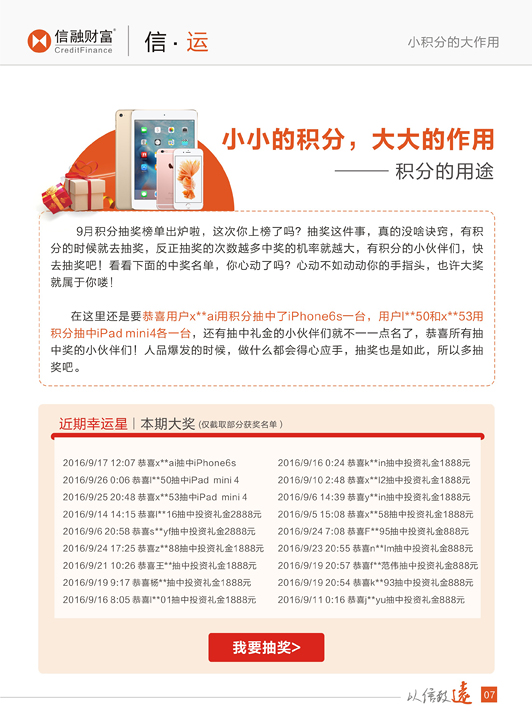 信融财富®
CreditFinance
信·运
小积分的大作用
小小的积分，大大的作用
—— 积分的用途
9月积分抽奖榜单出炉啦，这次你上榜了吗？抽奖这件事，真的没啥诀窍，有积
分的时候就去抽奖，反正抽奖的次数越多中奖的机率就越大，有积分的小伙伴们，快
去抽奖吧！看看下面的中奖名单，你心动了吗？心动不如动动你的手指头，也许大奖
就属于你喽！
在这里还是要恭喜用户x**ai用积分抽中了iPhone6s一台，用户l**50和x**53用
积分抽中iPad mini4各一台，还有抽中礼金的小伙伴们就不一一点名了，恭喜所有抽
中奖的小伙伴们！人品爆发的时候，做什么都会得心应手，抽奖也是如此，所以多抽
奖吧。
近期幸运星｜本期大奖 (仅截取部分获奖名单 )
2016/9/17 12:07 恭喜x**ai抽中iPhone6s
2016/9/26 0:06 恭喜l**50抽中iPad mini 4
2016/9/25 20:48 恭喜x**53抽中iPad mini 4
2016/9/14 14:15 恭喜l**16抽中投资礼金2888元
2016/9/6 20:58 恭喜s**yf抽中投资礼金2888元
2016/9/24 17:25 恭喜z**88抽中投资礼金1888元
2016/9/21 10:26 恭喜王**抽中投资礼金1888元
2016/9/19 9:17 恭喜杨**抽中投资礼金1888元
2016/9/16 8:05 恭喜l**01抽中投资礼金1888元
2016/9/16 0:24 恭喜k**in抽中投资礼金1888元
2016/9/10 2:48 恭喜x**l2抽中投资礼金1888元
2016/9/6 14:39 恭喜y**in抽中投资礼金1888元
2016/9/5 15:08 恭喜x**58抽中投资礼金1888元
2016/9/24 7:08 恭喜F**95抽中投资礼金888元
2016/9/23 20:55 恭喜n**lm抽中投资礼金888元
2016/9/19 20:57 恭喜f**范伟抽中投资礼金888元
2016/9/19 20:54 恭喜k**93抽中投资礼金888元
2016/9/11 0:16 恭喜j**yu抽中投资礼金888元
我要抽奖>
以信致远
07